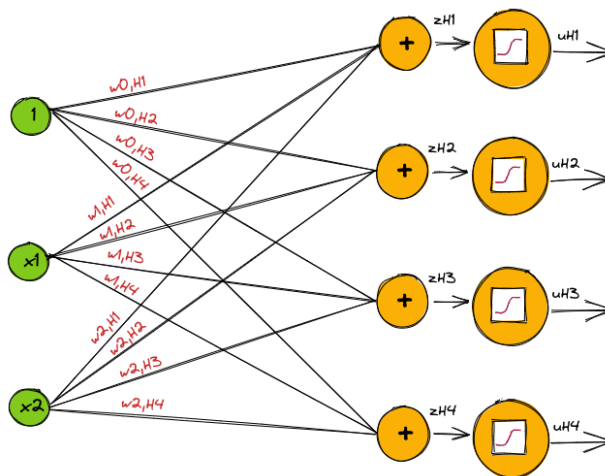 zH1
uH1
+
w0,H1
1
w0,H2
w0,H3
w0,H4
zH2
uH2
+
w1,H1
w1,H2
x1
w1,H3
w1,H4
zH3
uH3
+
w2,H1
w2,H2
w2,H3
x2
w2,H4
zH4
uH4
+